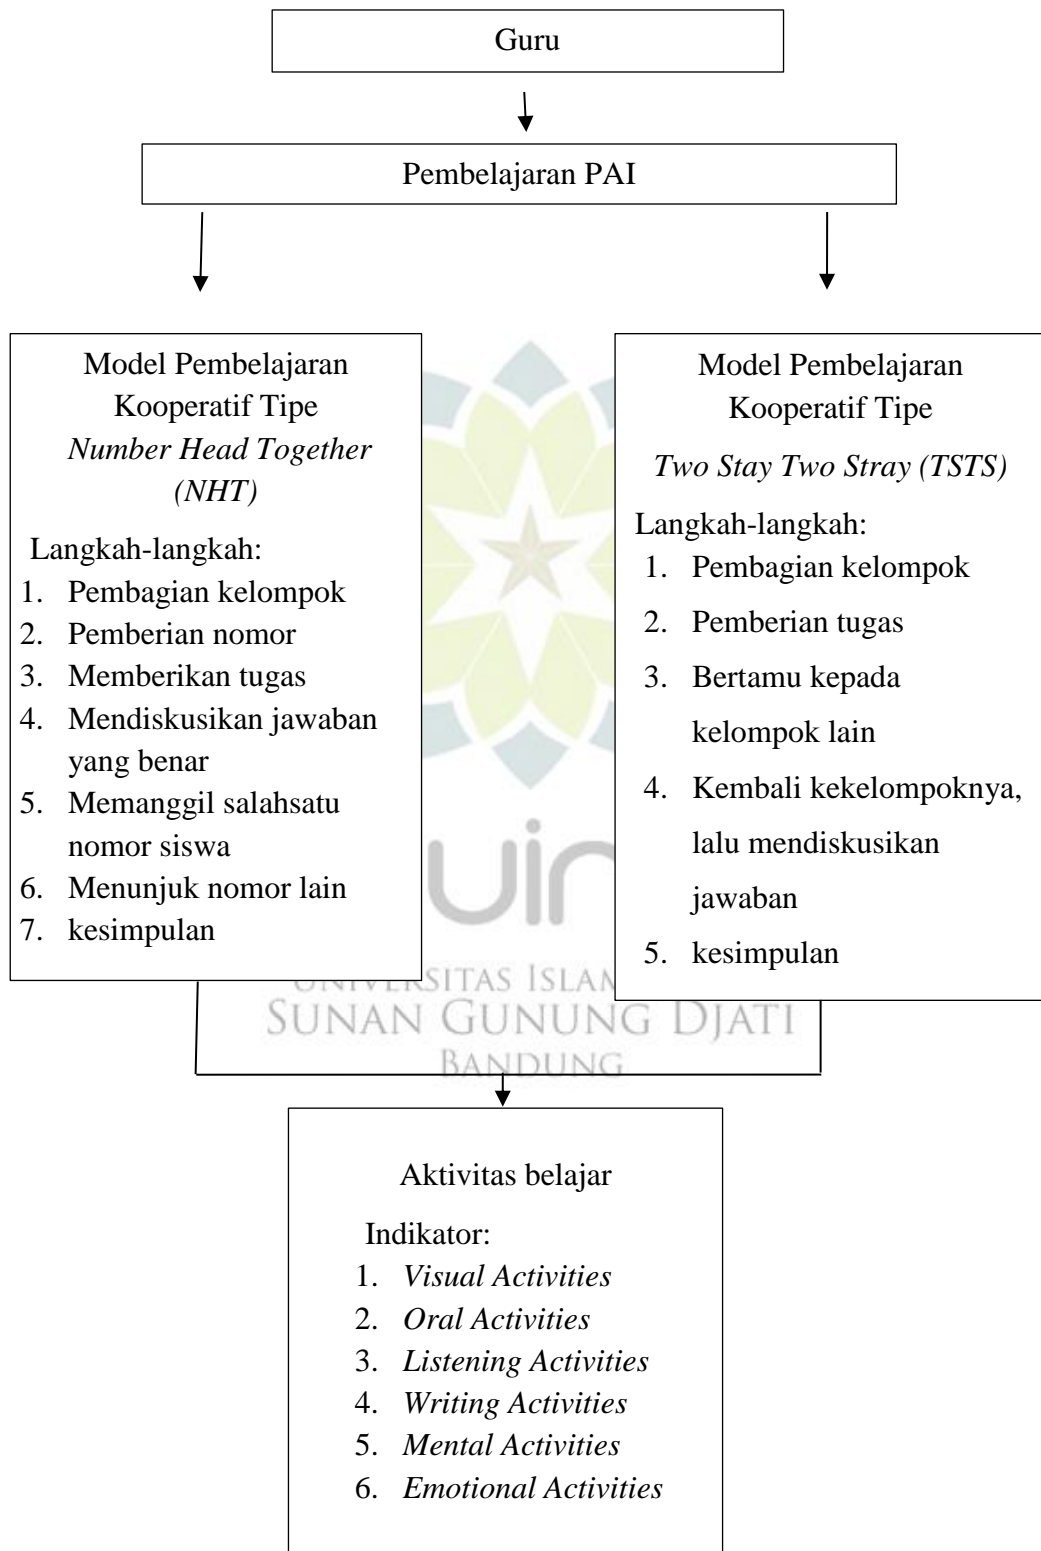 Guru
Pembelajaran PAI
Model Pembelajaran
Kooperatif Tipe
Number Head Together
(NHT)
Langkah-langkah:
1. Pembagian kelompok
2. Pemberian nomor
3. Memberikan tugas
4. Mendiskusikan jawaban
yang benar
5. Memanggil salahsatu
nomor siswa
6. Menunjuk nomor lain
7. kesimpulan
Model Pembelajaran
Kooperatif Tipe
Two Stay Two Stray (TSTS)
Langkah-langkah:
1. Pembagian kelompok
2. Pemberian tugas
3. Bertamu kepada
kelompok lain
4. Kembali kekelompoknya,
lalu mendiskusikan
jawaban
5. kesimpulan
uin
UNIVERSITAS ISLAM
SUNAN GUNUNG DJATI
BANDUNG
Aktivitas belajar
Indikator:
1. Visual Activities
2. Oral Activities
3. Listening Activities
4. Writing Activities
5. Mental Activities
6. Emotional Activities